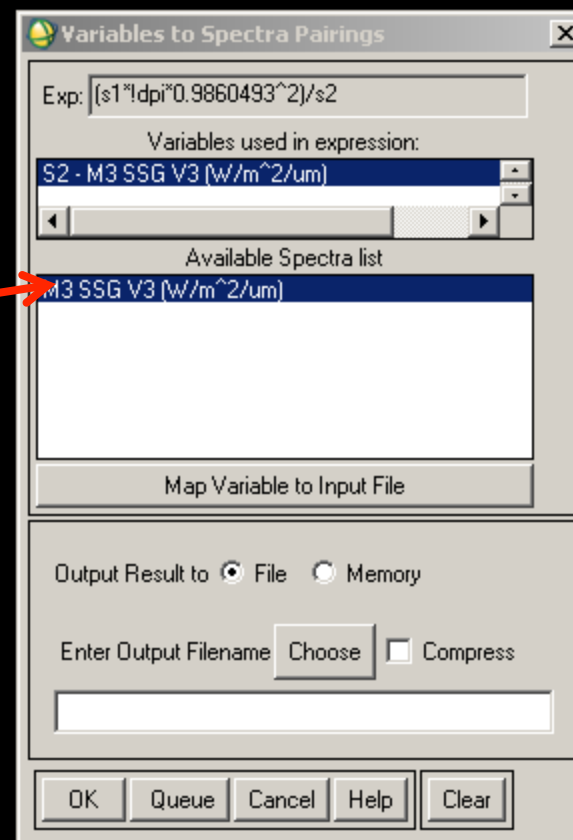 Variables to Spectra Pairings
Exp: (s1*!dpi*0.9860493^2)/s2
Variables used in expression:
S2 - M3 SSG V3 (W/m^2/um)
Available Spectra list
M3 SSG V3 (W/m^2/um)
Map Variable to Input File
Output Result to File Memory
Enter Output Filename Choose Compress
OK Queue Cancel Help Clear